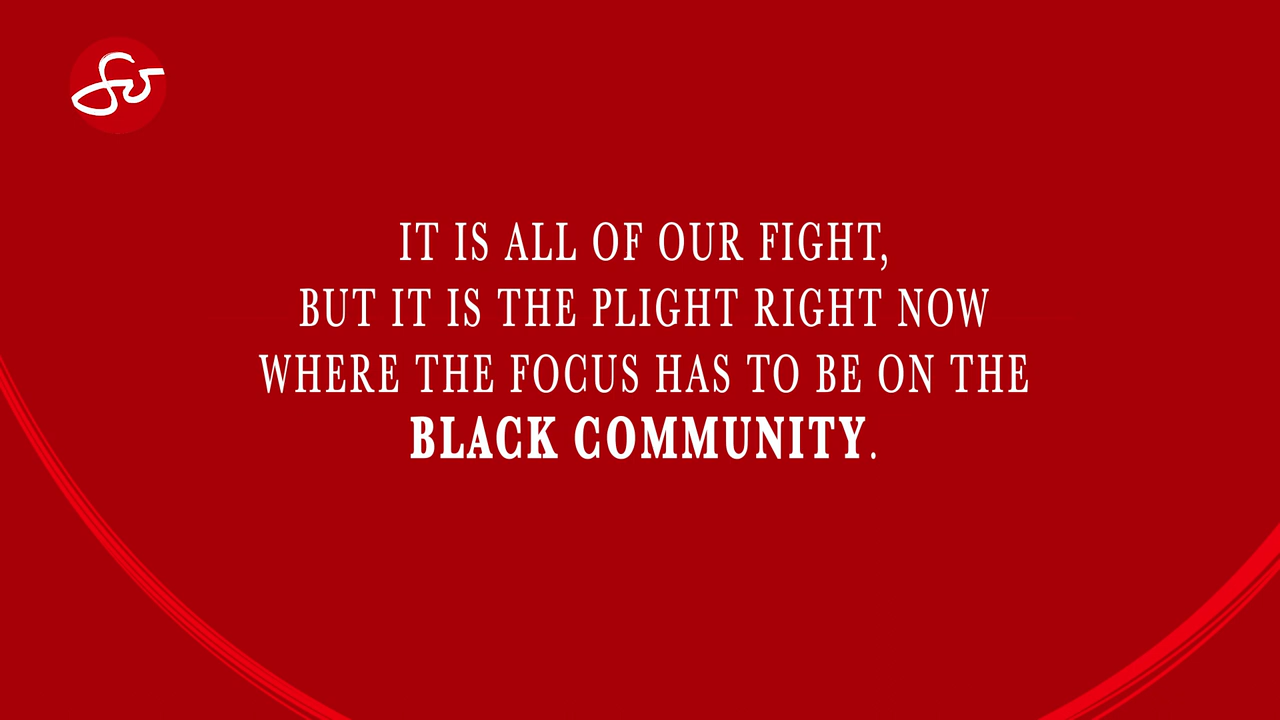 IT IS ALL OF OUR FIGHT,
BUT IT IS THE PLIGHT RIGHT NOW
WHERE THE FOCUS HAS TO BE ON THE
BLACK COMMUNITY.